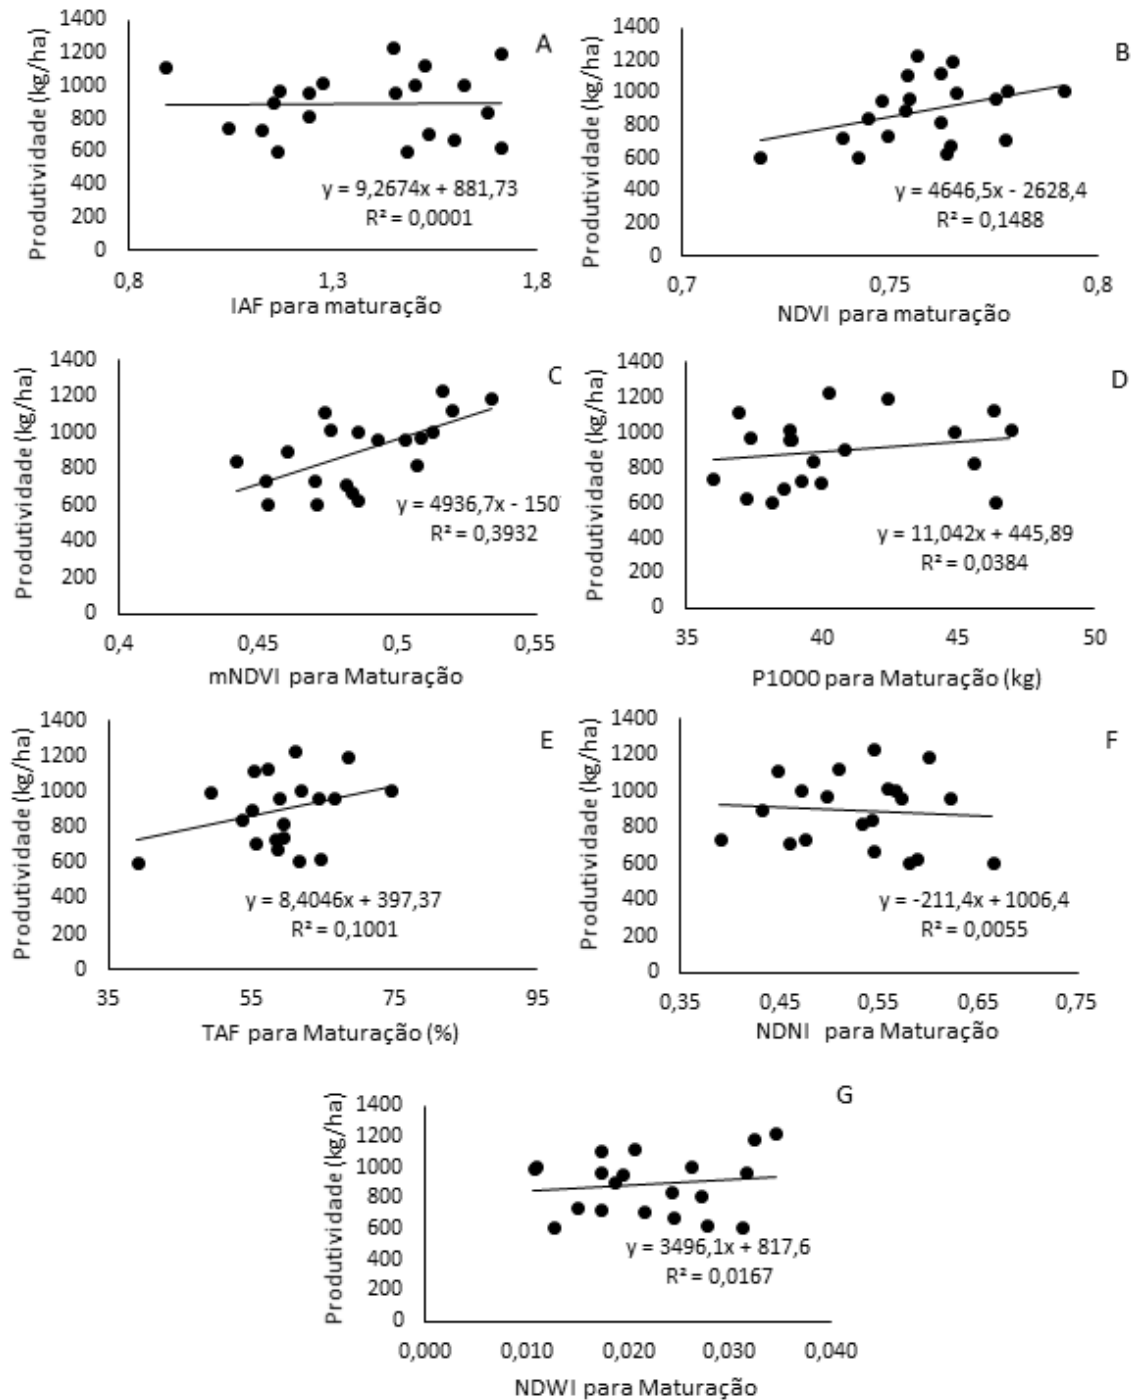 A
Produtividade (kg/ha)
1400
1200
1000
800
600
400
200
0
y = 9,2674x + 881,73
R² = 0,0001
0,8
1,3
1,8
IAF para maturação
B
Produtividade (kg/ha)
1400
1200
1000
800
600
400
200
0
y = 4646,5x - 2628,4
R² = 0,1488
0,7
0,75
0,8
NDVI para maturação
C
Produtividade (kg/ha)
1400
1200
1000
800
600
400
200
0
y = 4936,7x - 150
R² = 0,3932
0,4
0,45
0,5
0,55
mNDVI para Maturação
D
Produtividade (kg/ha)
1400
1200
1000
800
600
400
200
0
y = 11,042x + 445,89
R² = 0,0384
35
40
45
50
P1000 para Maturação (kg)
E
Produtividade (kg/ha)
1400
1200
1000
800
600
400
200
0
y = 8,4046x + 397,37
R² = 0,1001
35
55
75
95
TAF para Maturação (%)
F
Produtividade (kg/ha)
1400
1200
1000
800
600
400
200
0
y = -211,4x + 1006,4
R² = 0,0055
0,35
0,45
0,55
0,65
0,75
NDNI para Maturação
G
Produtividade (kg/ha)
1400
1200
1000
800
600
400
200
0
y = 3496,1x + 817,6
R² = 0,0167
0,000
0,010
0,020
0,030
0,040
NDWI para Maturação